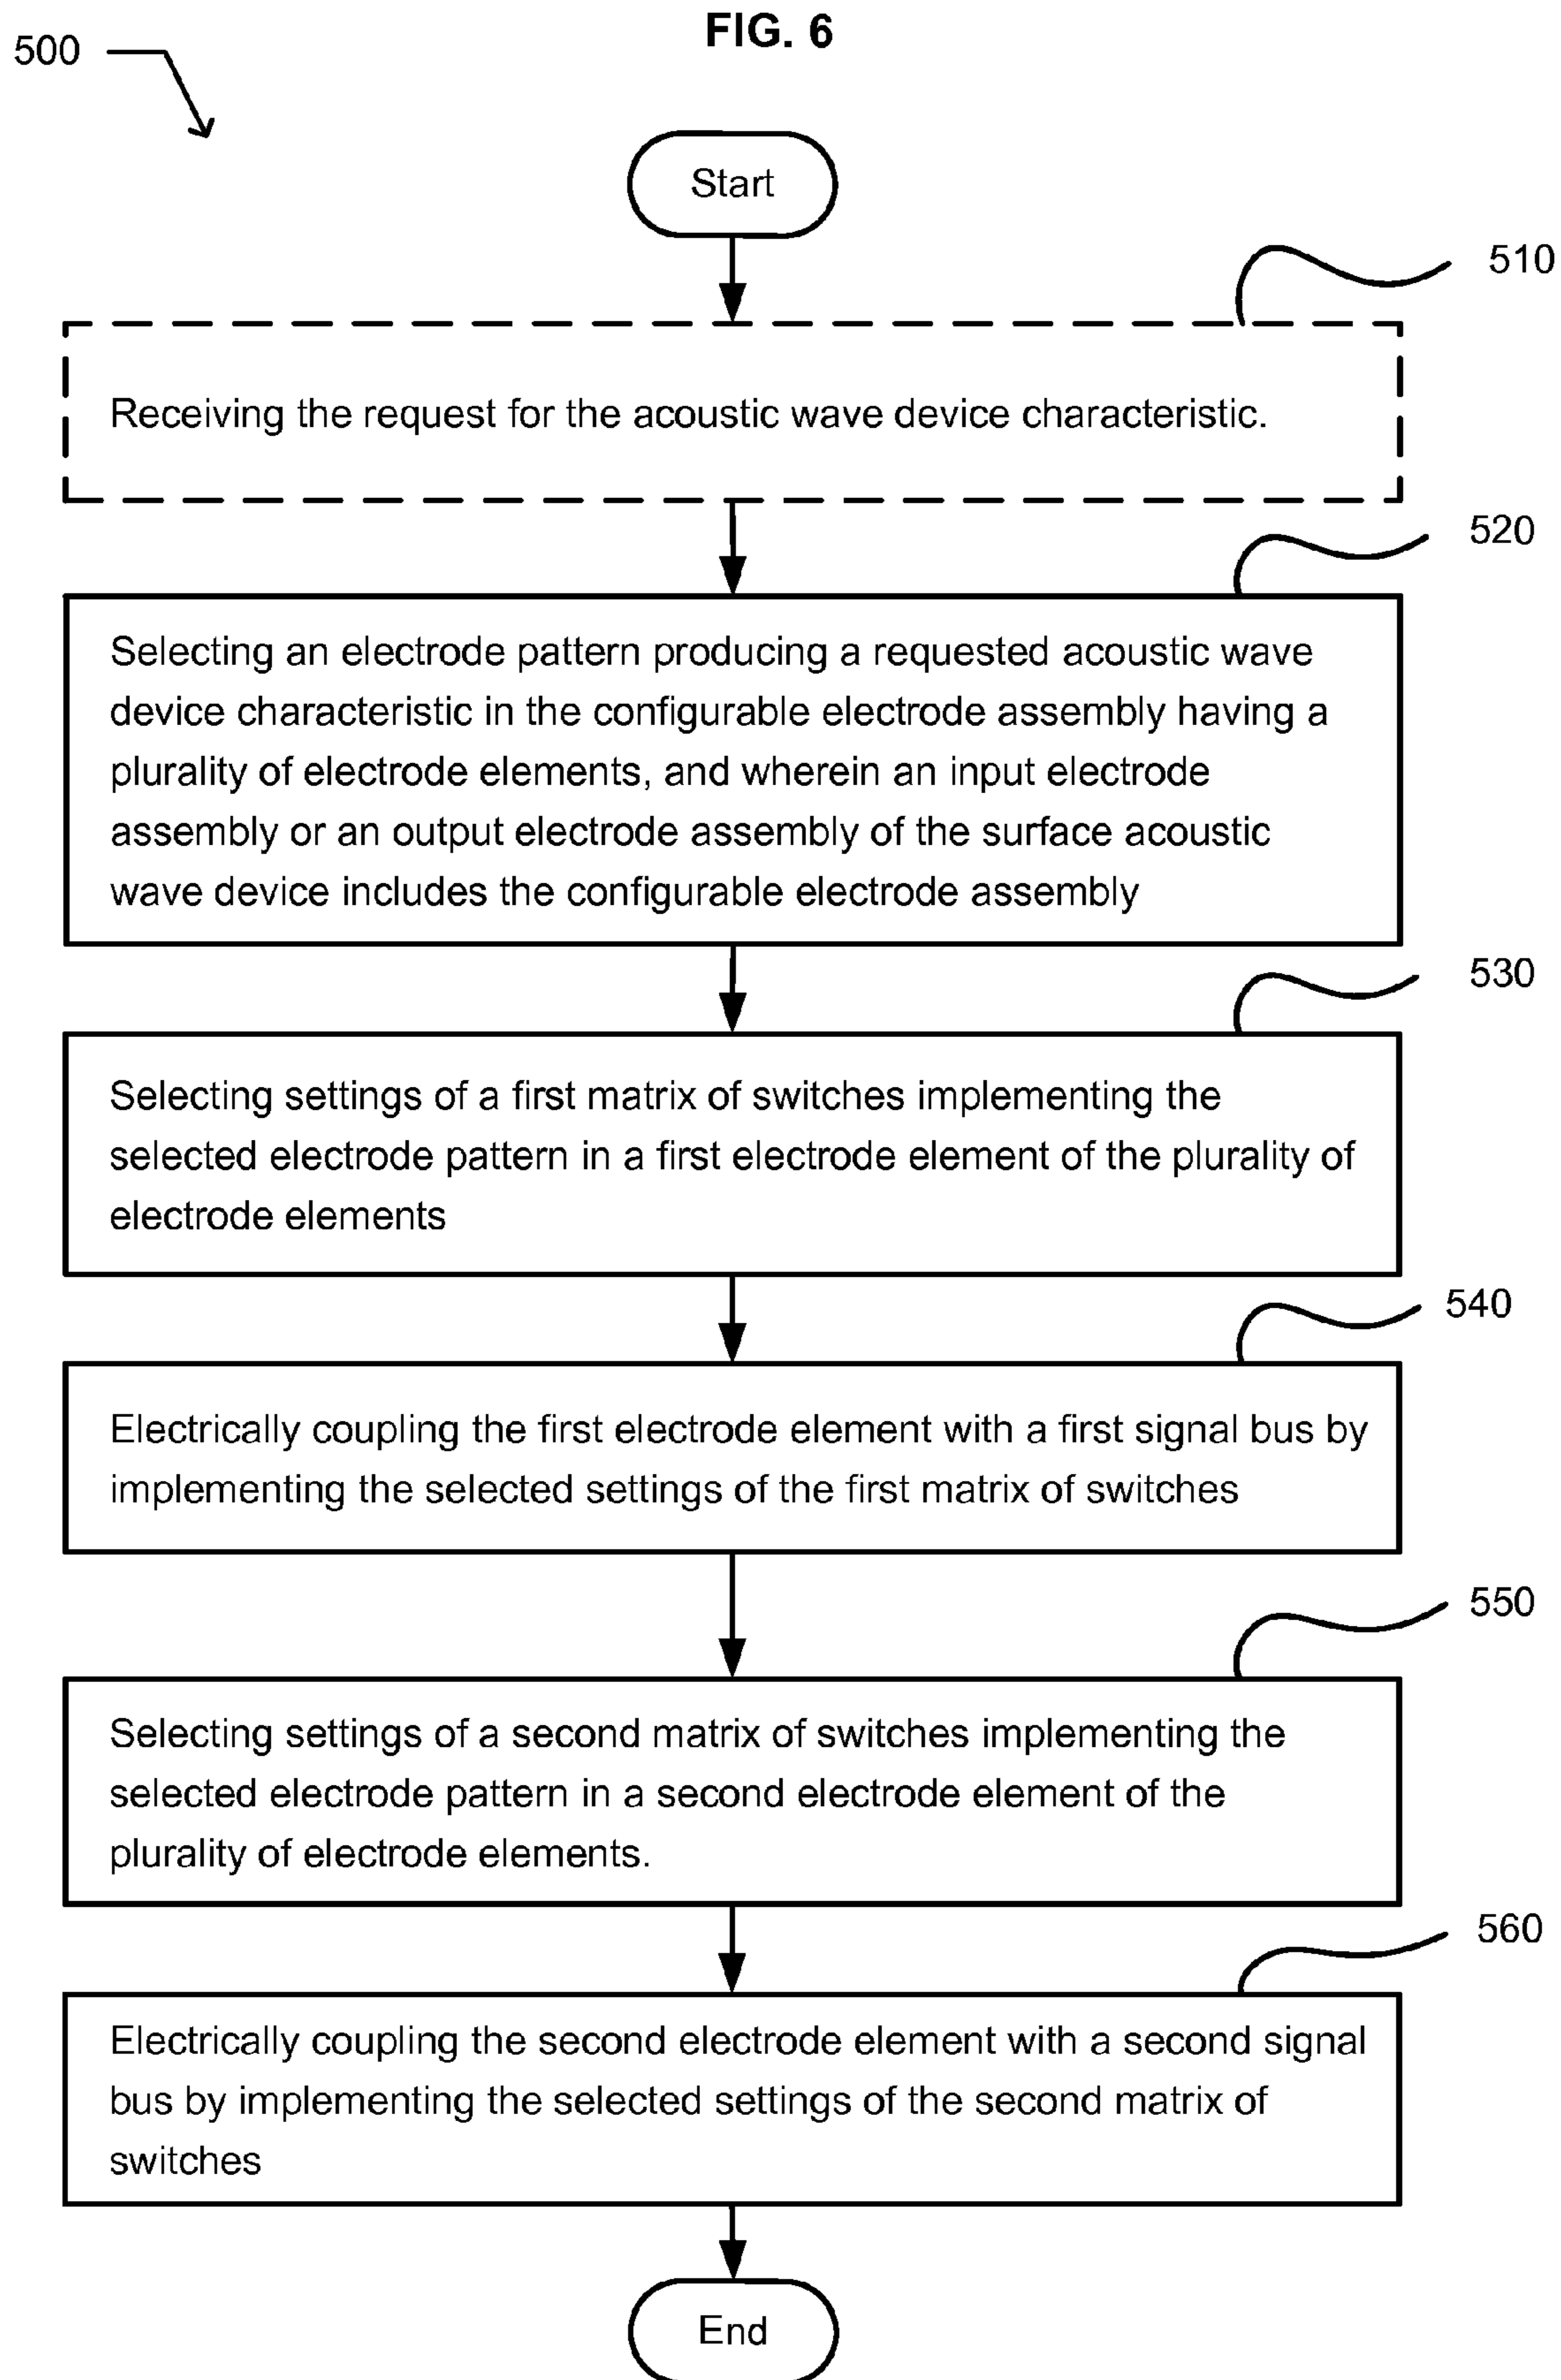 FIG. 6
500
Start
510
Receiving the request for the acoustic wave device characteristic.
520
Selecting an electrode pattern producing a requested acoustic wave
device characteristic in the configurable electrode assembly having a
plurality of electrode elements, and wherein an input electrode
assembly or an output electrode assembly of the surface acoustic
wave device includes the configurable electrode assembly
530
Selecting settings of a first matrix of switches implementing the
selected electrode pattern in a first electrode element of the plurality of
electrode elements
540
Electrically coupling the first electrode element with a first signal bus by
implementing the selected settings of the first matrix of switches
550
Selecting settings of a second matrix of switches implementing the
selected electrode pattern in a second electrode element of the
plurality of electrode elements.
560
Electrically coupling the second electrode element with a second signal
bus by implementing the selected settings of the second matrix of
switches
End